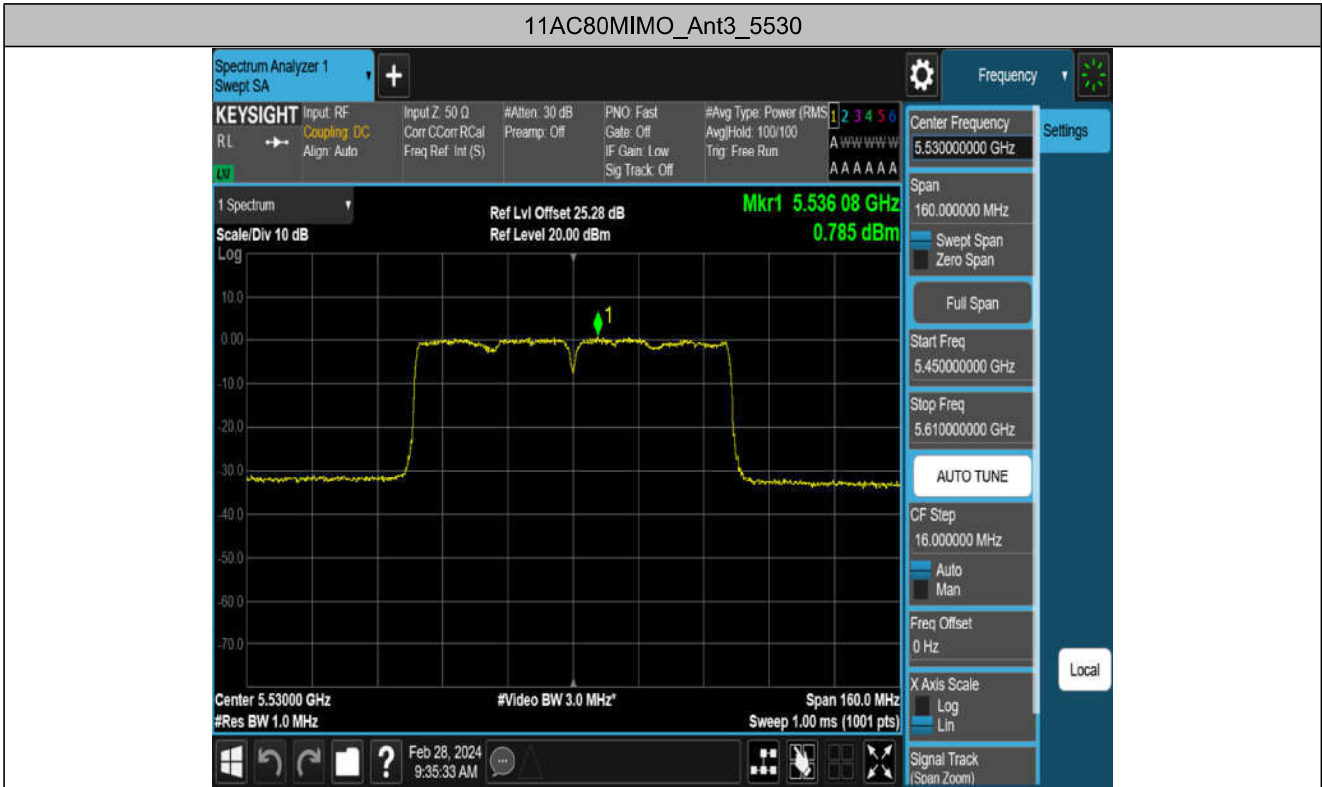 11AC80MIMO_Ant3_5530
Spectrum Analyzer 1
Swept SA
+
Frequency
KEYSIGHT
RL
LXI
Input: RF
Coupling: DC
Align: Auto
Input Z: 50 Ω
Corr CCorr RCal
Freq Ref: Int (S)
#Atten: 30 dB
Preamp: Off
PNO: Fast
Gate: Off
IF Gain: Low
Sig Track: Off
#Avg Type: Power (RMS
Avg|Hold: 100/100
Trig: Free Run
1 2 3 4 5 6
A W W W W W
A A A A A A
1 Spectrum
Scale/Div 10 dB
Log
Ref Lvl Offset 25.28 dB
Ref Level 20.00 dBm
Mkr1 5.536 08 GHz
0.785 dBm
10.0
0.00
-10.0
-20.0
-30.0
-40.0
-50.0
-60.0
-70.0
1
Center 5.53000 GHz
#Res BW 1.0 MHz
#Video BW 3.0 MHz*
Span 160.0 MHz
Sweep 1.00 ms (1001 pts)
Feb 28, 2024
9:35:33 AM
?
Center Frequency
5.530000000 GHz
Settings
Span
160.000000 MHz
Swept Span
Zero Span
Full Span
Start Freq
5.450000000 GHz
Stop Freq
5.610000000 GHz
AUTO TUNE
CF Step
16.000000 MHz
Auto
Man
Freq Offset
0 Hz
X Axis Scale
Log
Lin
Local
Signal Track
(Span Zoom)